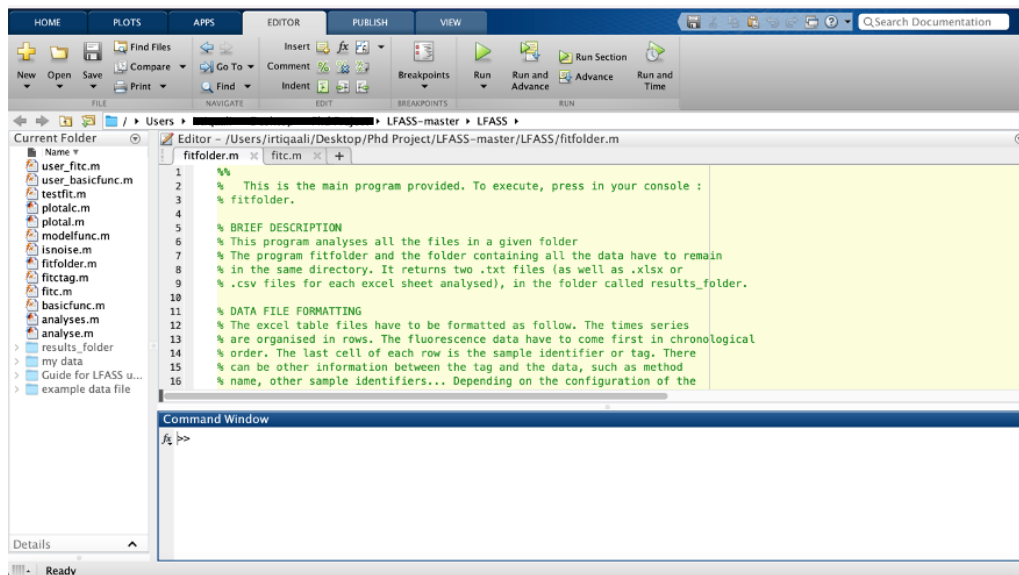 HOME PLOTS APPS EDITOR PUBLISH VIEW
Search Documentation
New Open Save Find Files Compare Print
FILE
Go To Find
NAVIGATE
Insert fx
Comment
Indent
EDIT
Breakpoints
BREAKPOINTS
Run Run and Advance Run Section Advance Run and Time
RUN
/ Users LFASS-master LFASS
Current Folder
Name
user_fitc.m
user_basicfunc.m
testfit.m
plotalc.m
plotal.m
modelfunc.m
isnoise.m
fitfolder.m
fitctag.m
fitc.m
basicfunc.m
analyses.m
analyse.m
results_folder
my data
Guide for LFASS u...
example data file
Details
Editor - /Users/irtiqaali/Desktop/Phd Project/LFASS-master/LFASS/fitfolder.m
fitfolder.m fitc.m +
1 %%
2 % This is the main program provided. To execute, press in your console :
3 % fitfolder.
4
5 % BRIEF DESCRIPTION
6 % This program analyses all the files in a given folder
7 % The program fitfolder and the folder containing all the data have to remain
8 % in the same directory. It returns two .txt files (as well as .xlsx or
9 % .csv files for each excel sheet analysed), in the folder called results_folder.
10
11 % DATA FILE FORMATTING
12 % The excel table files have to be formatted as follow. The times series
13 % are organised in rows. The fluorescence data have to come first in chronological
14 % order. The last cell of each row is the sample identifier or tag. There
15 % can be other information between the tag and the data, such as method
16 % name, other sample identifiers... Depending on the configuration of the
Command Window
fx >>
Ready